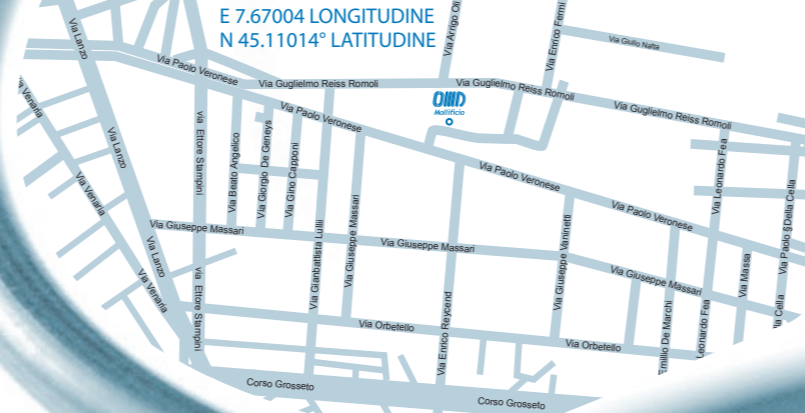 E 7.67004 LONGITUDINE
N 45.11014° LATITUDINE
Via Lanzo
Via Arrigo Oli
Via Enrico Fermi
Via Giulio Natta
Via Paolo Veronese
Via Guglielmo Reiss Romoli
Via Guglielmo Reiss Romoli
Via Guglielmo Reiss Romoli
OMD
Mollificio
Via Venaria
Via Paolo Veronese
via Ettore Stampini
Via Beato Angelico
Via Giorgio De Geneys
Via Gino Capponi
Via Lanzo
Via Paolo Veronese
Via Leonardo Fea
Via Paolo §Della Cella
Via Venaria
Via Giuseppe Massari
Via Paolo Veronese
Via Giuseppe Massari
Via Gianbattista Lulli
Via Giuseppe Massari
Via Giuseppe Vaninetti
Via Lanzo
Via Giuseppe Massari
Via Massa
Via Venaria
via Ettore Stampini
Via Enrico Reycend
Via Orbetello
Via Orbetello
Emilio De Marchi
Leonardo Fea
lla Cella
Corso Grosseto
Corso Grosseto